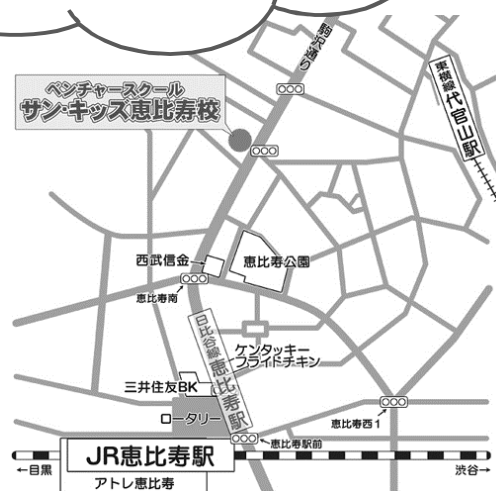 駒沢通り
ベンチャースクール
サン・キッズ恵比寿校
東横線
代官山駅
西武信金
恵比寿公園
恵比寿南
日比谷線
恵比寿駅
ケンタッキー
フライドチキン
三井住友BK
ロータリー
恵比寿西1
恵比寿駅前
JR恵比寿駅
アトレ恵比寿
←目黒
渋谷→